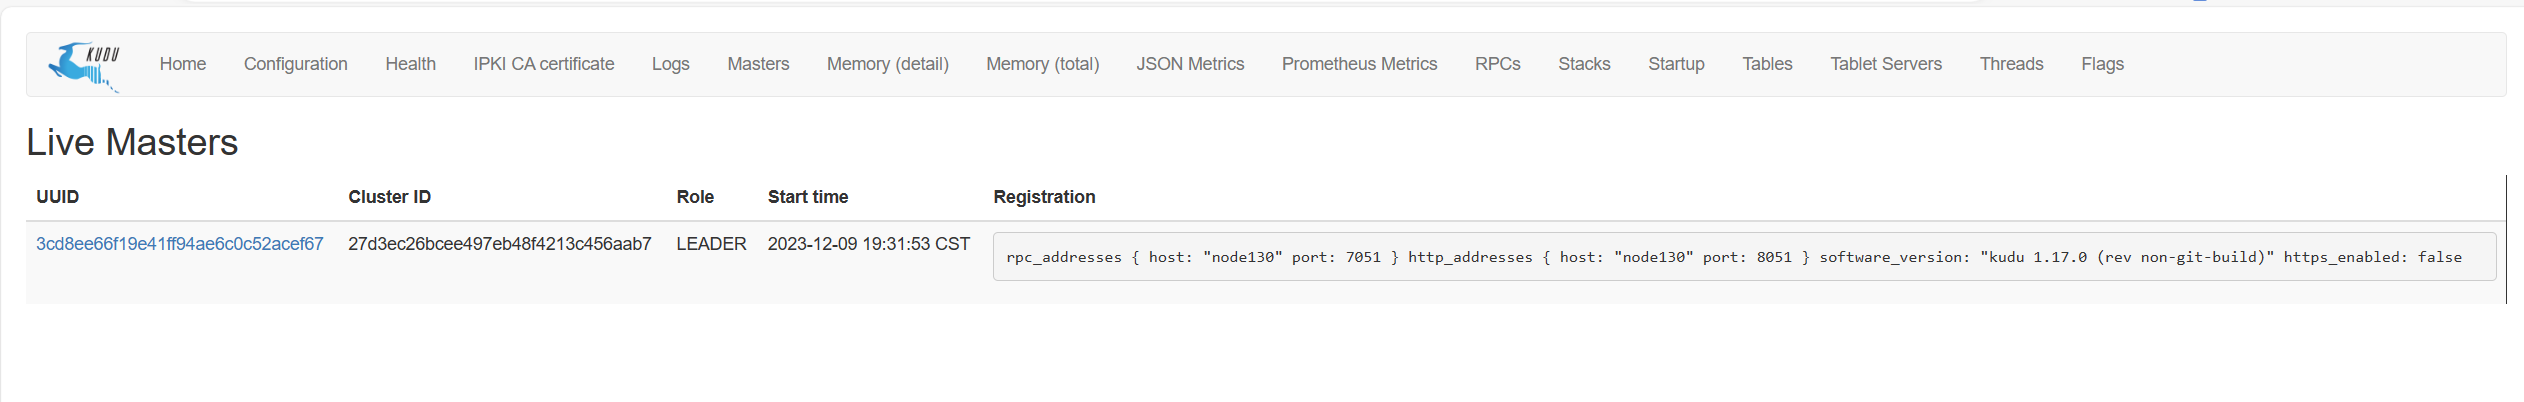 KUDU Home Configuration Health IPKI CA certificate Logs Masters Memory (detail) Memory (total) JSON Metrics Prometheus Metrics RPCs Stacks Startup Tables Tablet Servers Threads Flags
Live Masters
UUID Cluster ID Role Start time Registration
3cd8ee66f19e41ff94ae6c0c52acef67 27d3ec26bcee497eb48f4213c456aab7 LEADER 2023-12-09 19:31:53 CST rpc_addresses { host: "node130" port: 7051 } http_addresses { host: "node130" port: 8051 } software_version: "kudu 1.17.0 (rev non-git-build)" https_enabled: false